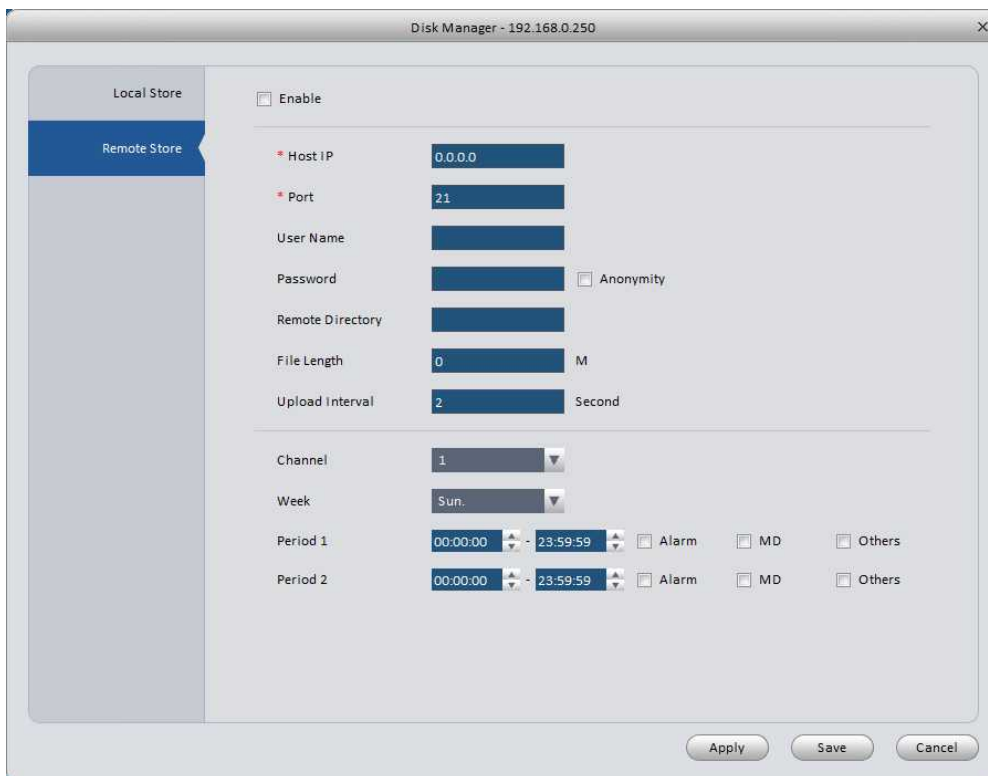 Disk Manager - 192.168.0.250
Local Store
Remote Store
Enable
* Host IP 0.0.0.0
* Port 21
User Name
Password Anonymity
Remote Directory
File Length 0 M
Upload Interval 2 Second
Channel 1
Week Sun.
Period 1 00:00:00 - 23:59:59 Alarm MD Others
Period 2 00:00:00 - 23:59:59 Alarm MD Others
Apply Save Cancel